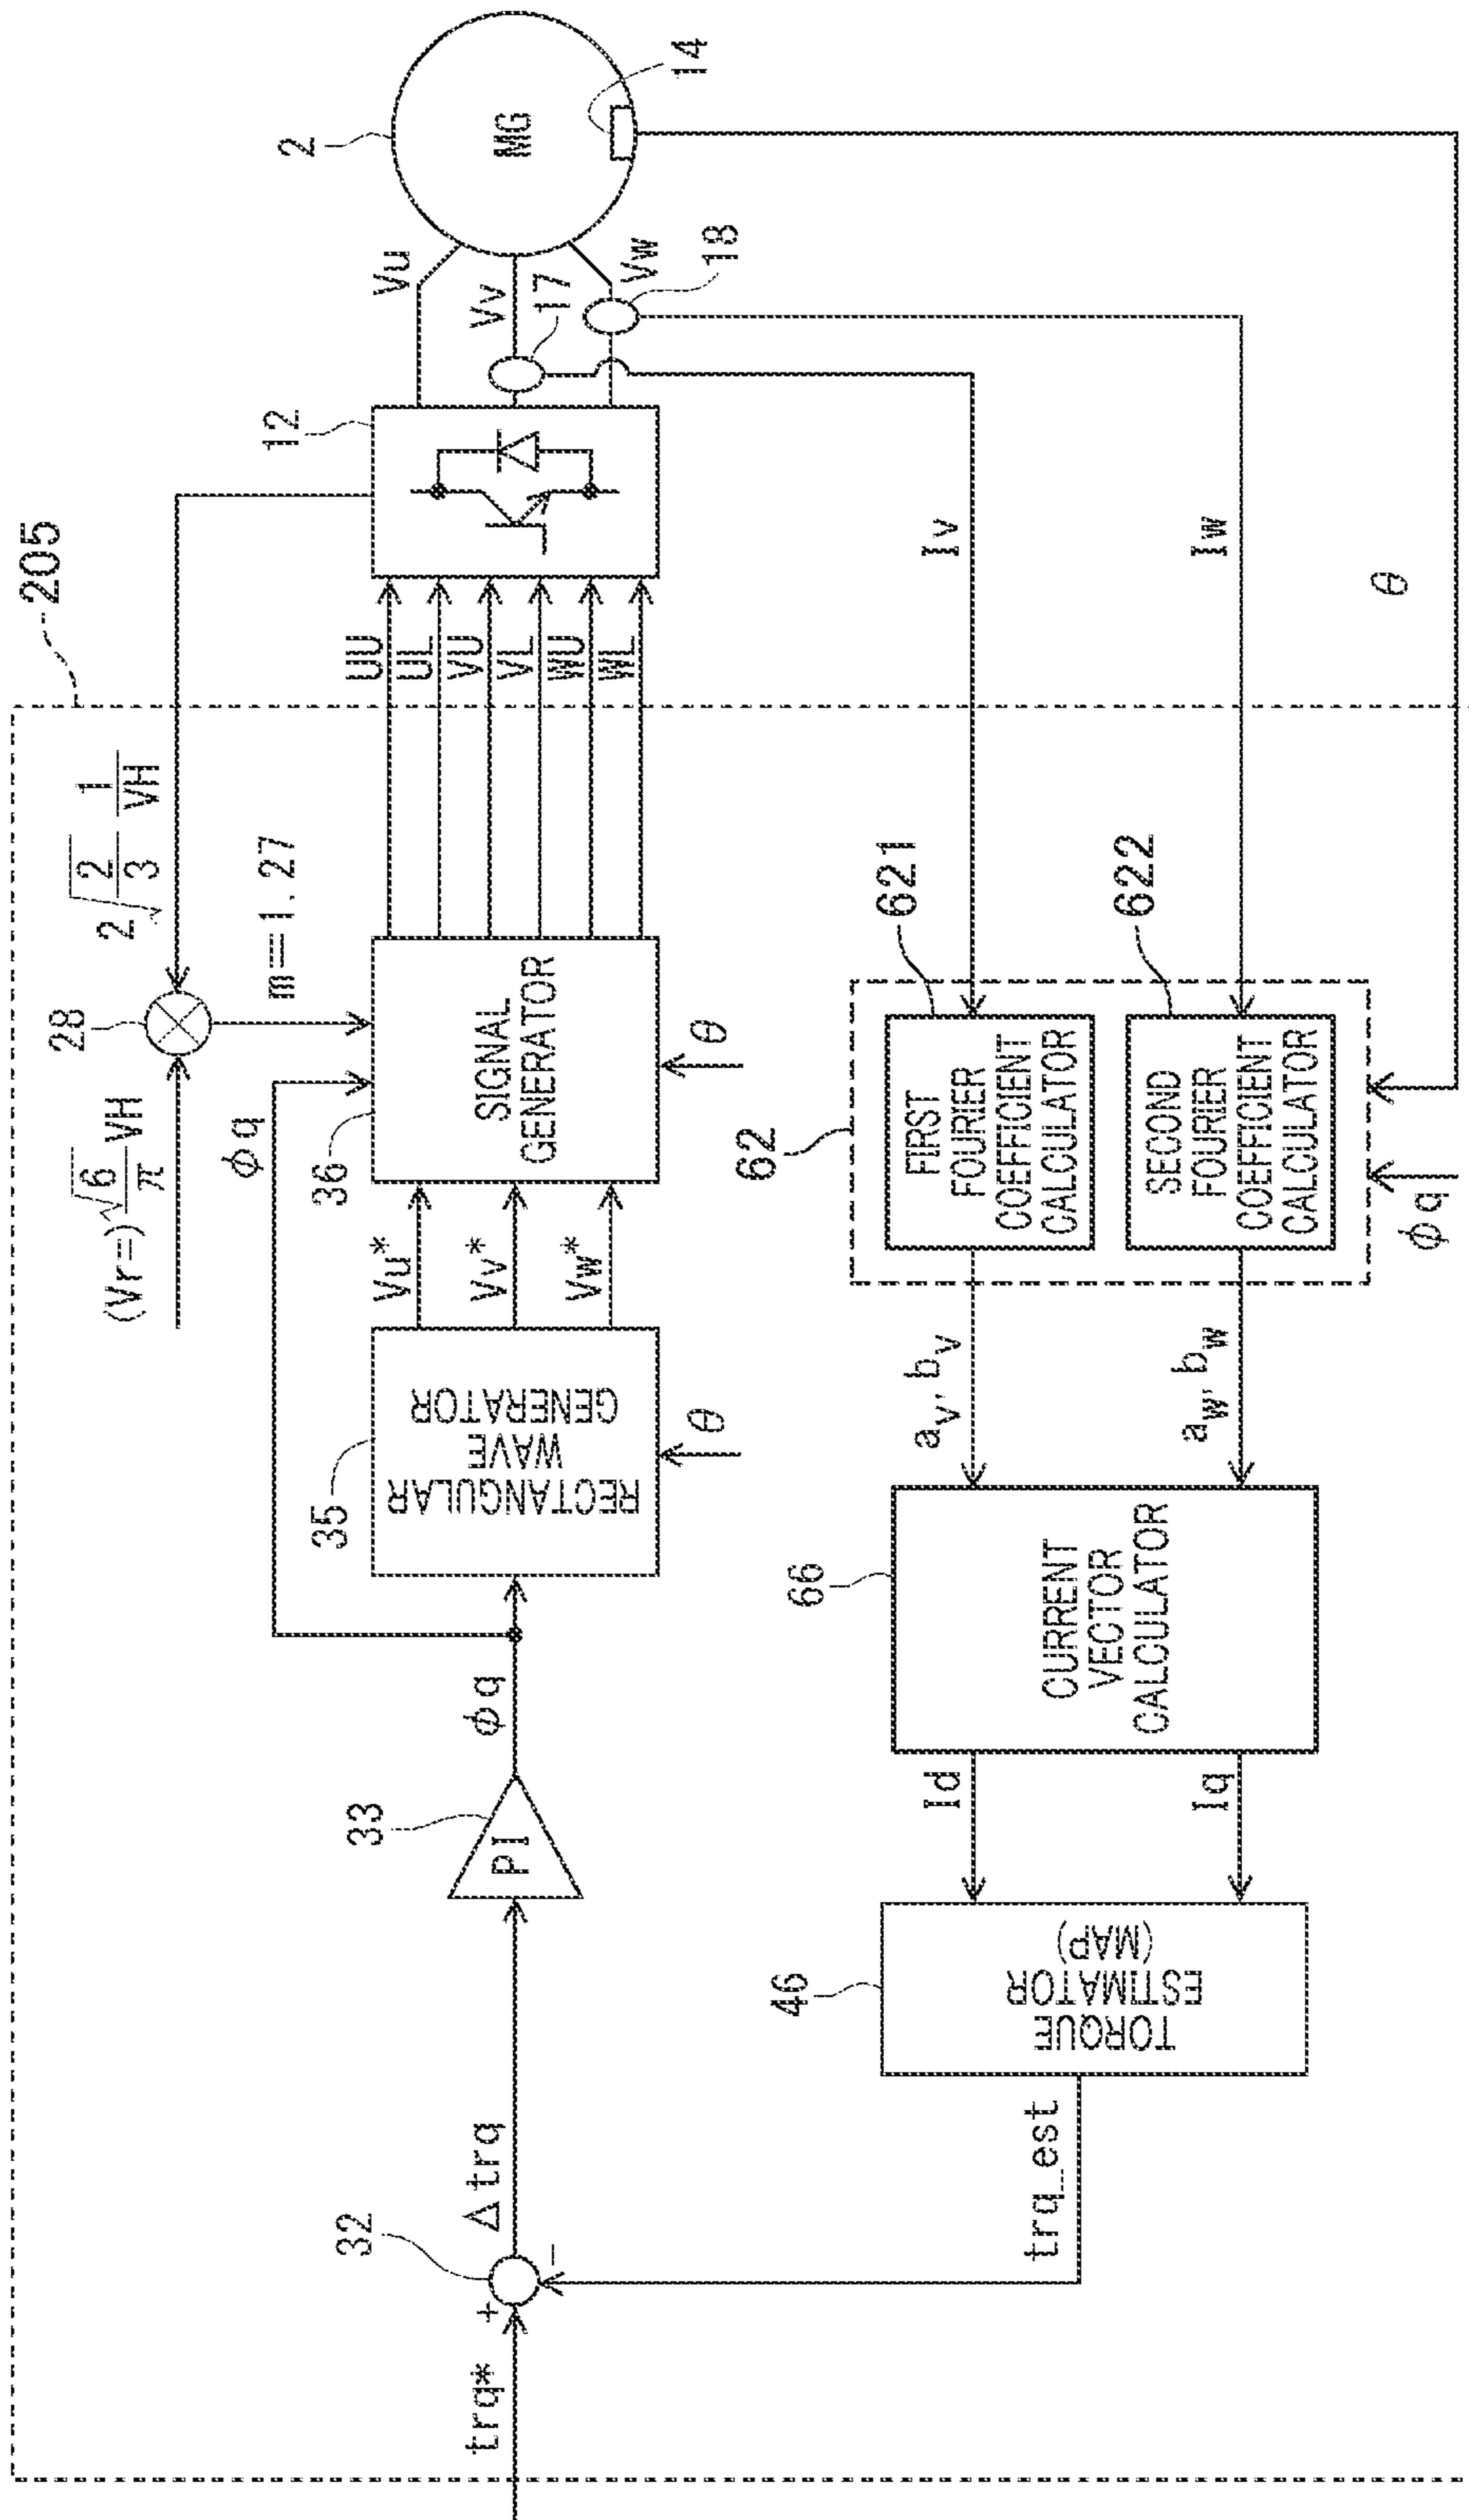 205
(Vr=)√6/π VH
28
2√2/3 1/VH
m=1.27
φq
trq*
+
-
32
Δtrq
PI
33
φq
35
RECTANGULAR
WAVE
GENERATOR
θ
Vu*
Vv*
Vw*
36
SIGNAL
GENERATOR
θ
UU
UL
VU
VL
WU
WL
12
Vu
Vv
Vw
17
18
2
MG
14
trq_est
46
TORQUE
ESTIMATOR
(MAP)
Id
Iq
66
CURRENT
VECTOR
CALCULATOR
av, bv
aw, bw
62
FIRST
FOURIER
COEFFICIENT
CALCULATOR
621
SECOND
FOURIER
COEFFICIENT
CALCULATOR
622
φq
Iv
Iw
θ